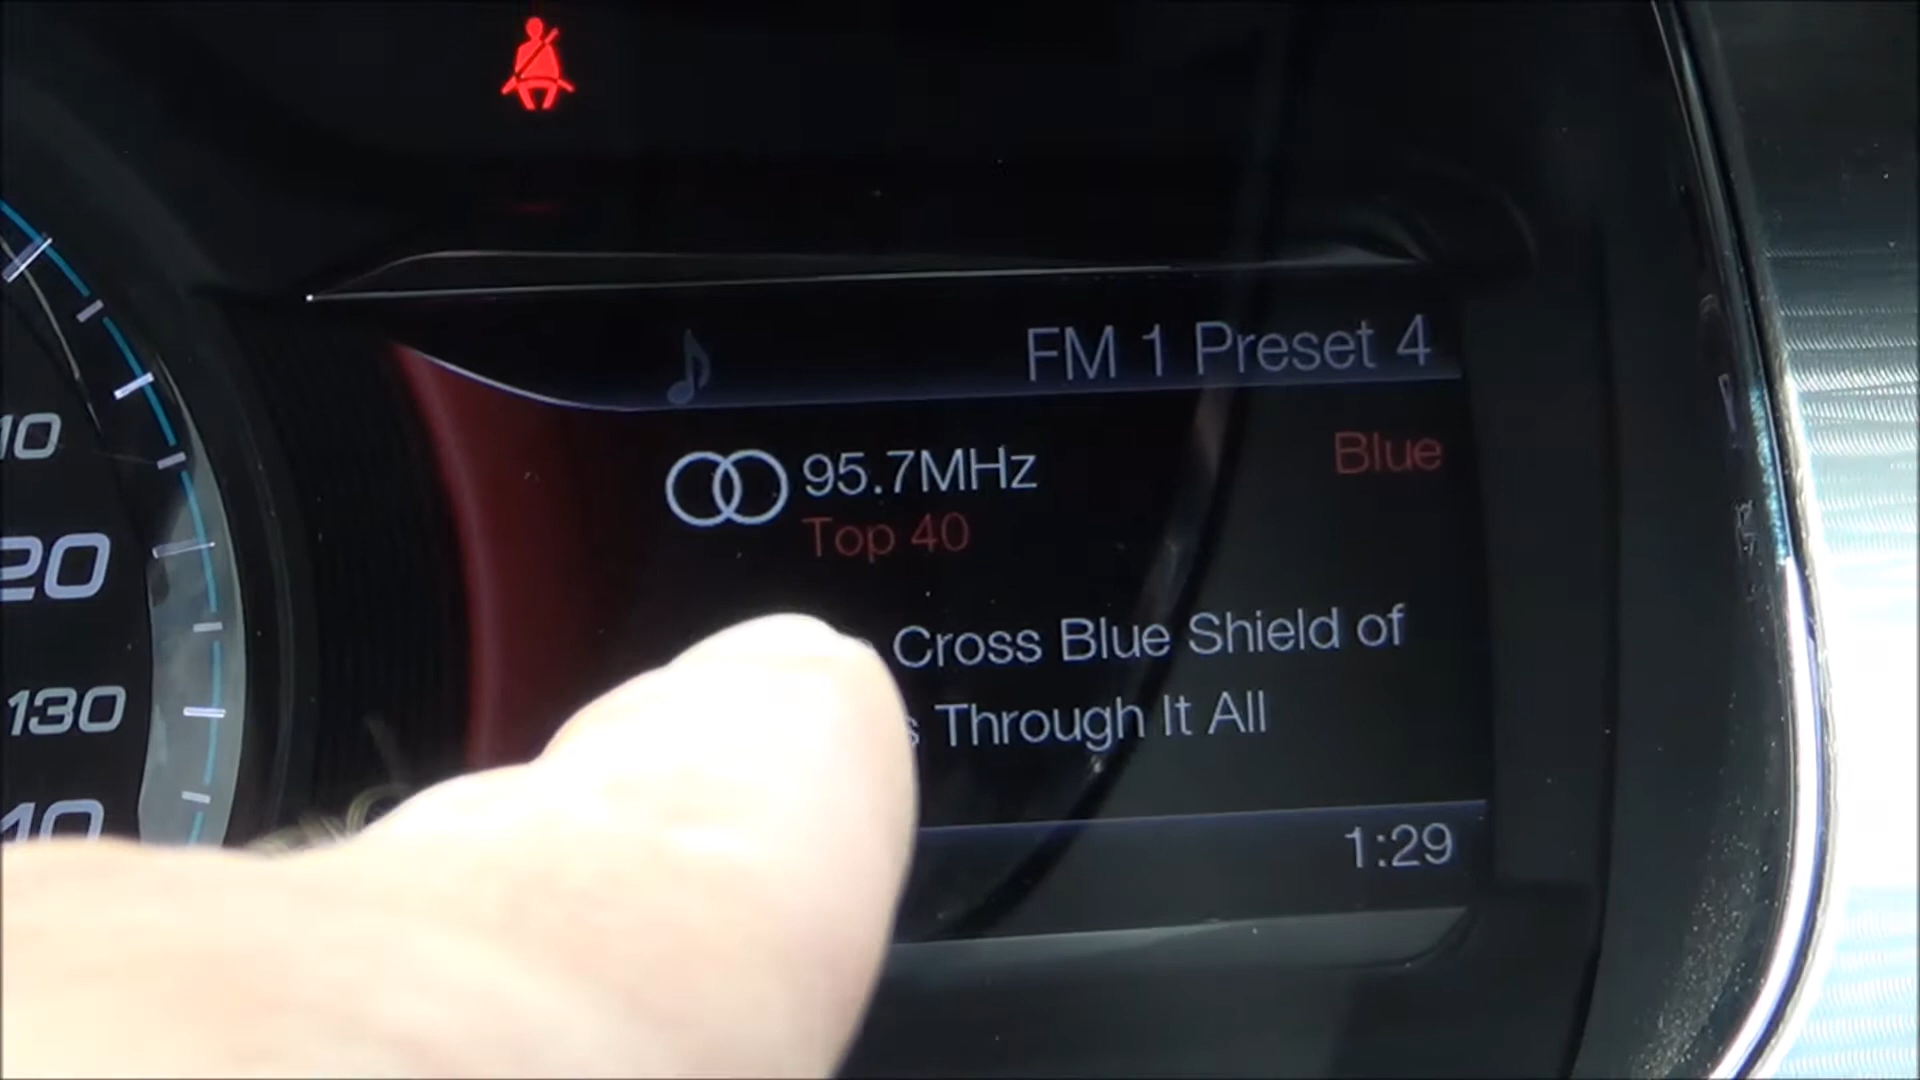 FM 1 Preset 4
95.7MHz
Blue
Top 40
Cross Blue Shield of
s Through It All
1:29
10
20
130
40